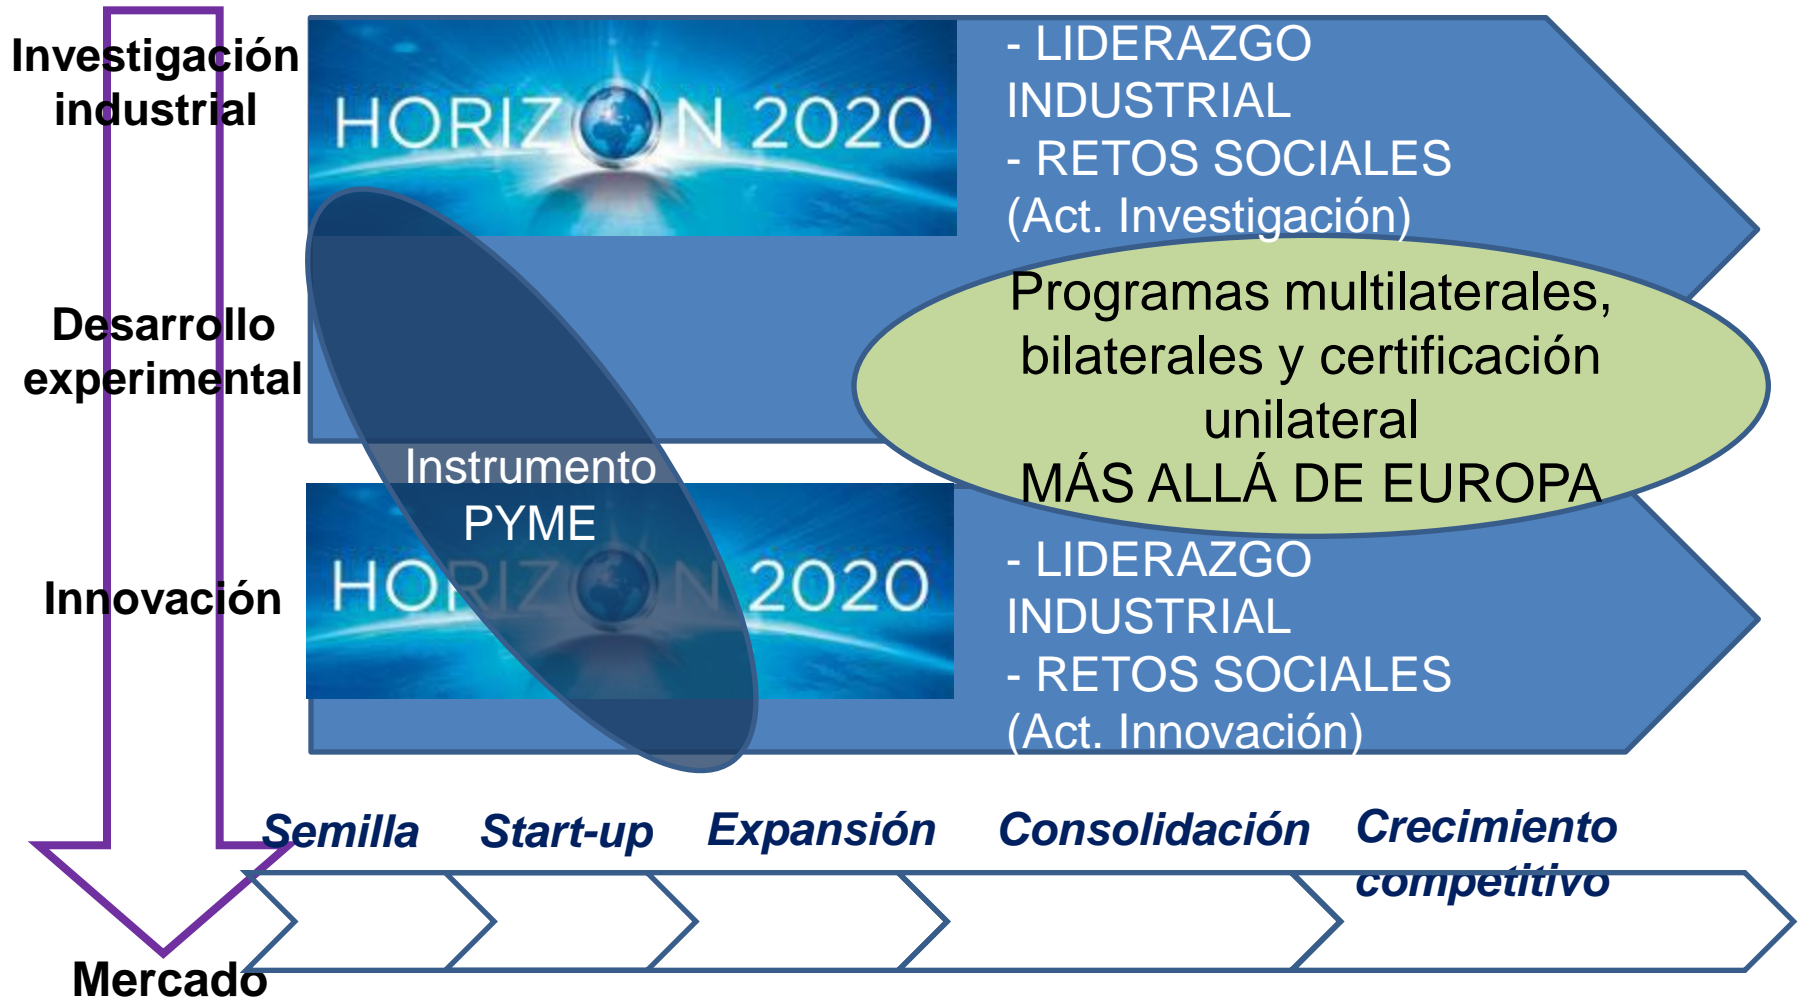 Investigación
industrial
HORIZON 2020
- LIDERAZGO
INDUSTRIAL
- RETOS SOCIALES
(Act. Investigación)
Desarrollo
experimental
Programas multilaterales,
bilaterales y certificación
unilateral
MÁS ALLÁ DE EUROPA
Instrumento
PYME
Innovación
HORIZON 2020
- LIDERAZGO
INDUSTRIAL
- RETOS SOCIALES
(Act. Innovación)
Semilla
Start-up
Expansión
Consolidación
Crecimiento
competitivo
Mercado